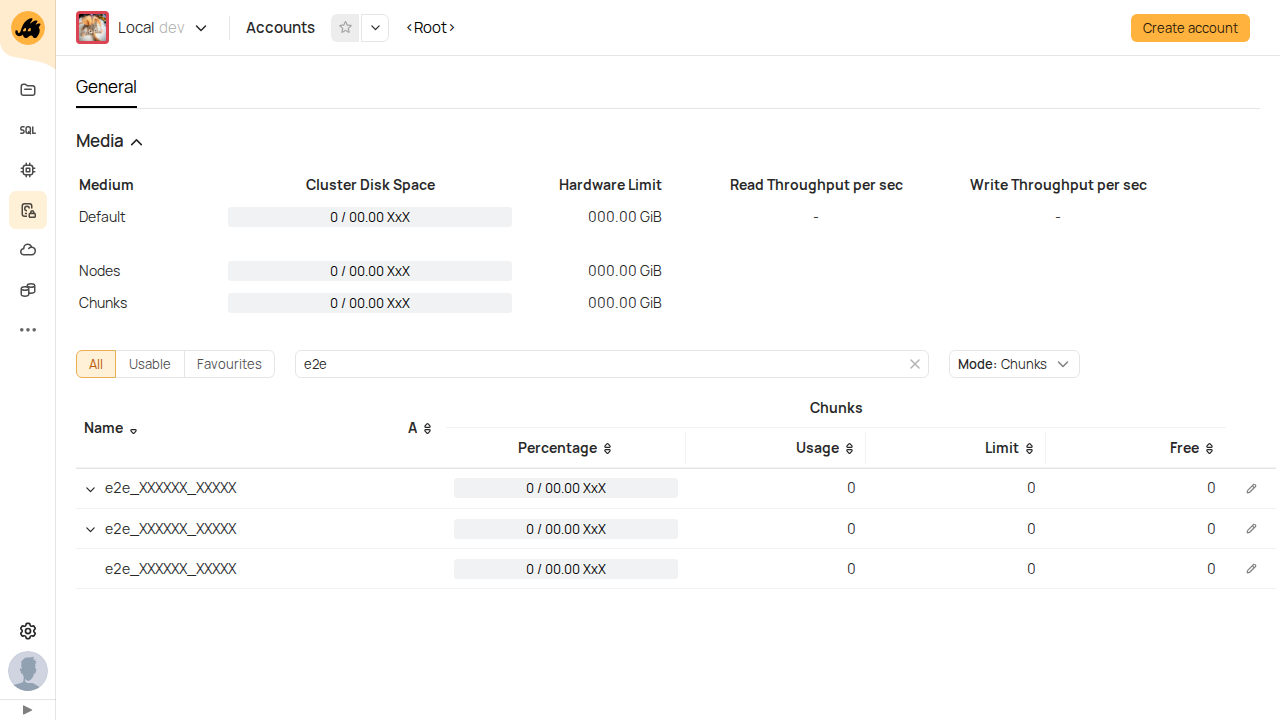 Local dev Accounts <Root> Create account
SQL
General
Media
Medium Cluster Disk Space Hardware Limit Read Throughput per sec Write Throughput per sec
Default 0 / 00.00 XxX 000.00 GiB - -
Nodes 0 / 00.00 XxX 000.00 GiB
Chunks 0 / 00.00 XxX 000.00 GiB
All Usable Favourites e2e Mode: Chunks
Chunks
Name A
Percentage Usage Limit Free
e2e_XXXXXX_XXXXX 0 / 00.00 XxX 0 0 0
e2e_XXXXXX_XXXXX 0 / 00.00 XxX 0 0 0
e2e_XXXXXX_XXXXX 0 / 00.00 XxX 0 0 0